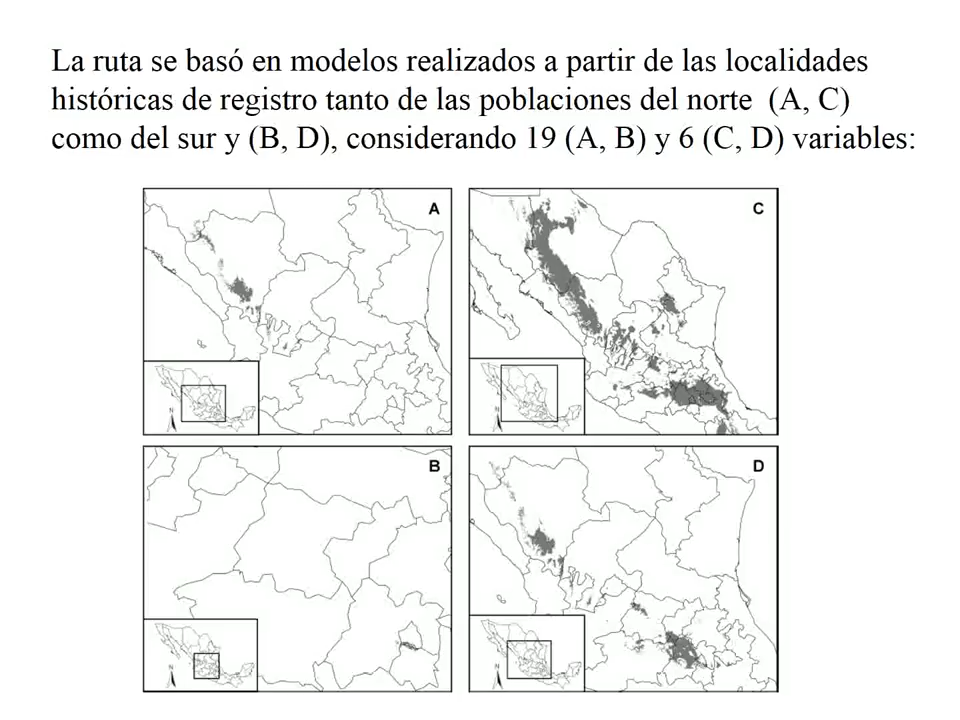 La ruta se basó en modelos realizados a partir de las localidades
históricas de registro tanto de las poblaciones del norte (A, C)
como del sur y (B, D), considerando 19 (A, B) y 6 (C, D) variables:
A
C
N
N
B
D
N
N